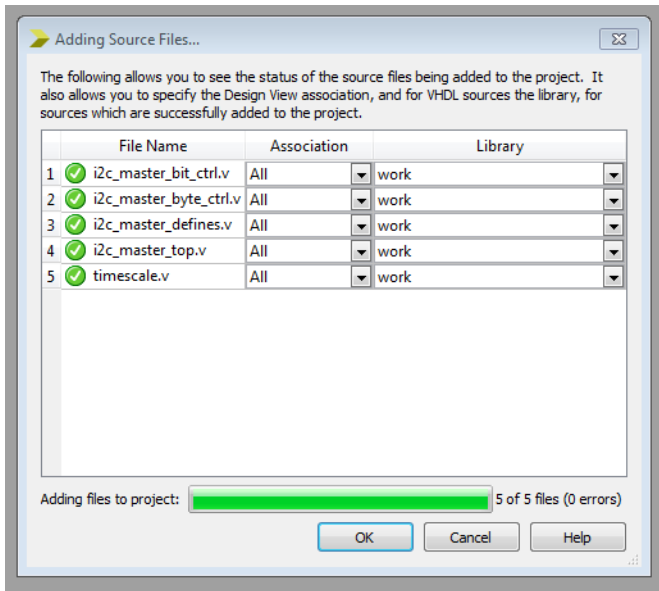 Adding Source Files...
The following allows you to see the status of the source files being added to the project. It
also allows you to specify the Design View association, and for VHDL sources the library, for
sources which are successfully added to the project.
File Name Association Library
1 i2c_master_bit_ctrl.v All work
2 i2c_master_byte_ctrl.v All work
3 i2c_master_defines.v All work
4 i2c_master_top.v All work
5 timescale.v All work
Adding files to project: 5 of 5 files (0 errors)
OK Cancel Help